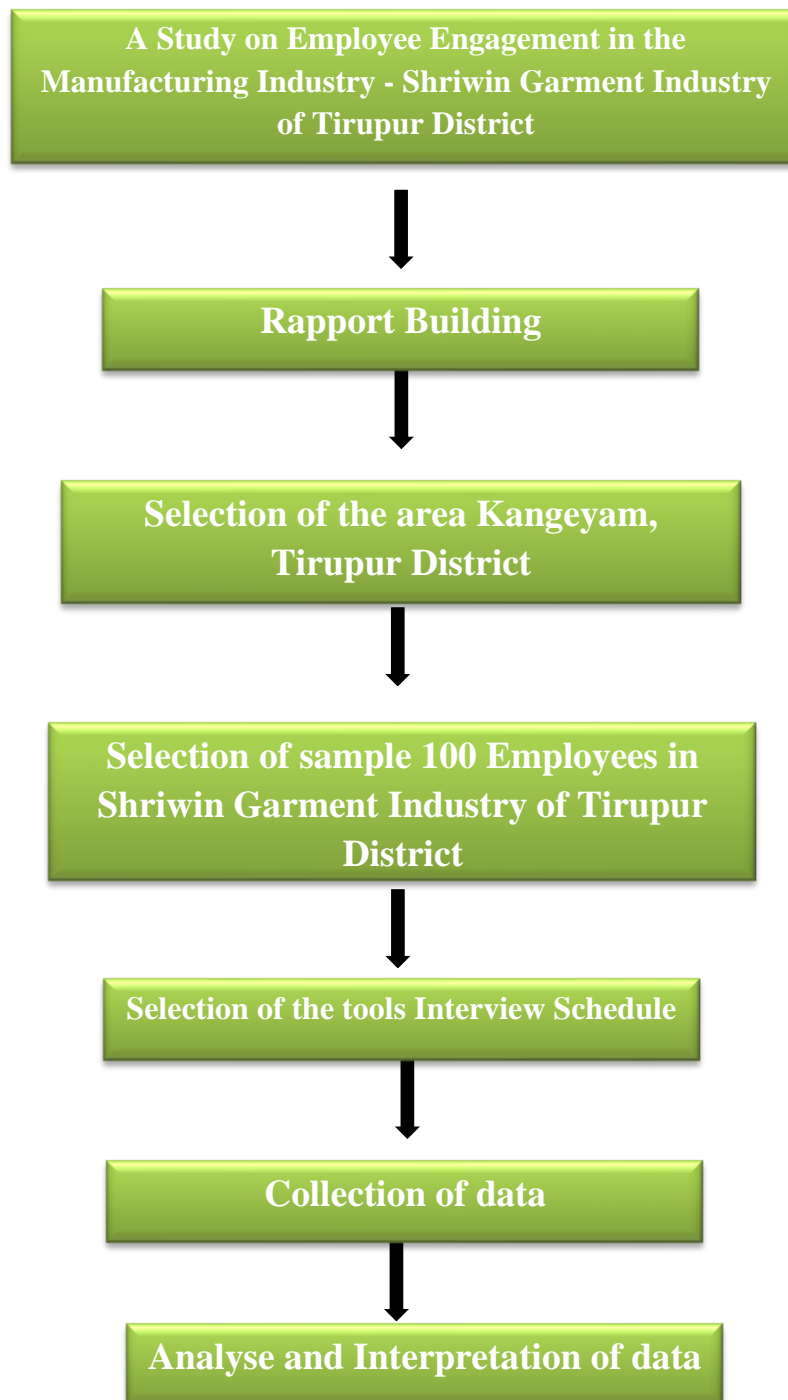 A Study on Employee Engagement in the
Manufacturing Industry - Shriwin Garment Industry
of Tirupur District
Rapport Building
Selection of the area Kangeyam,
Tirupur District
Selection of sample 100 Employees in
Shriwin Garment Industry of Tirupur
District
Selection of the tools Interview Schedule
Collection of data
Analyse and Interpretation of data